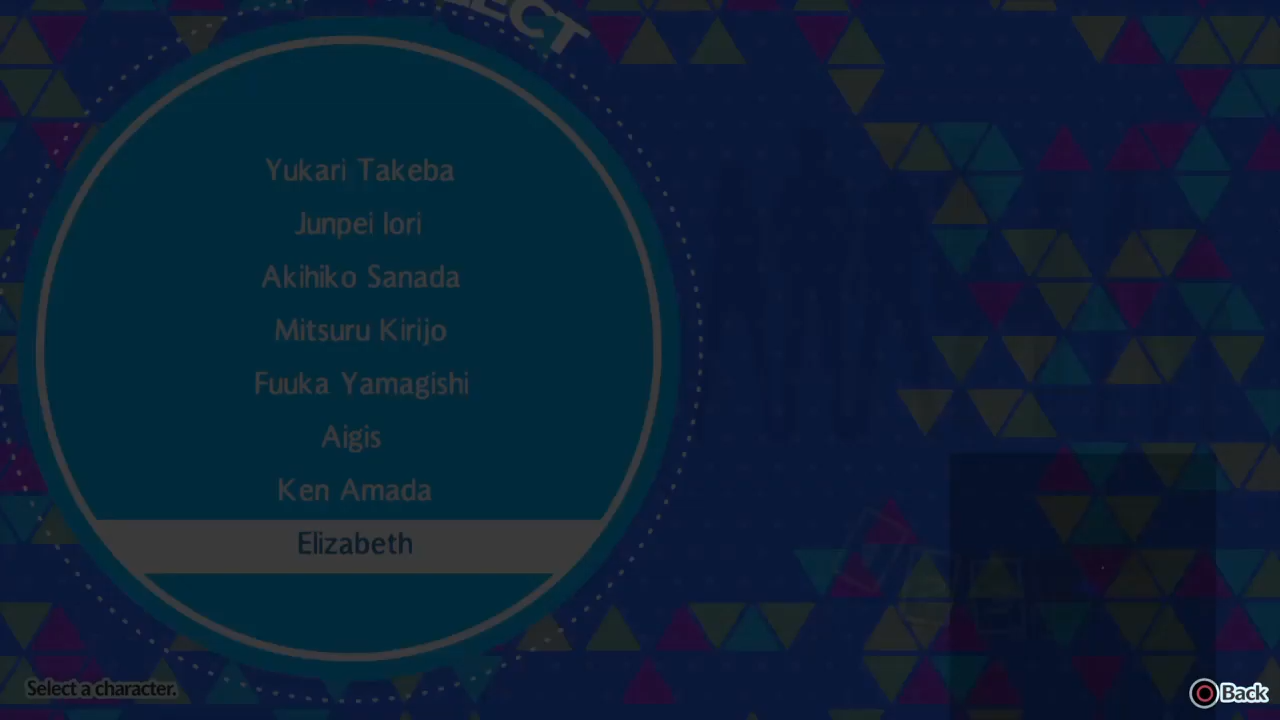 Yukari Takeba
Junpei Iori
Akihiko Sanada
Mitsuru Kirijo
Fuuka Yamagishi
Aigis
Ken Amada
Elizabeth
Select a character.
Back